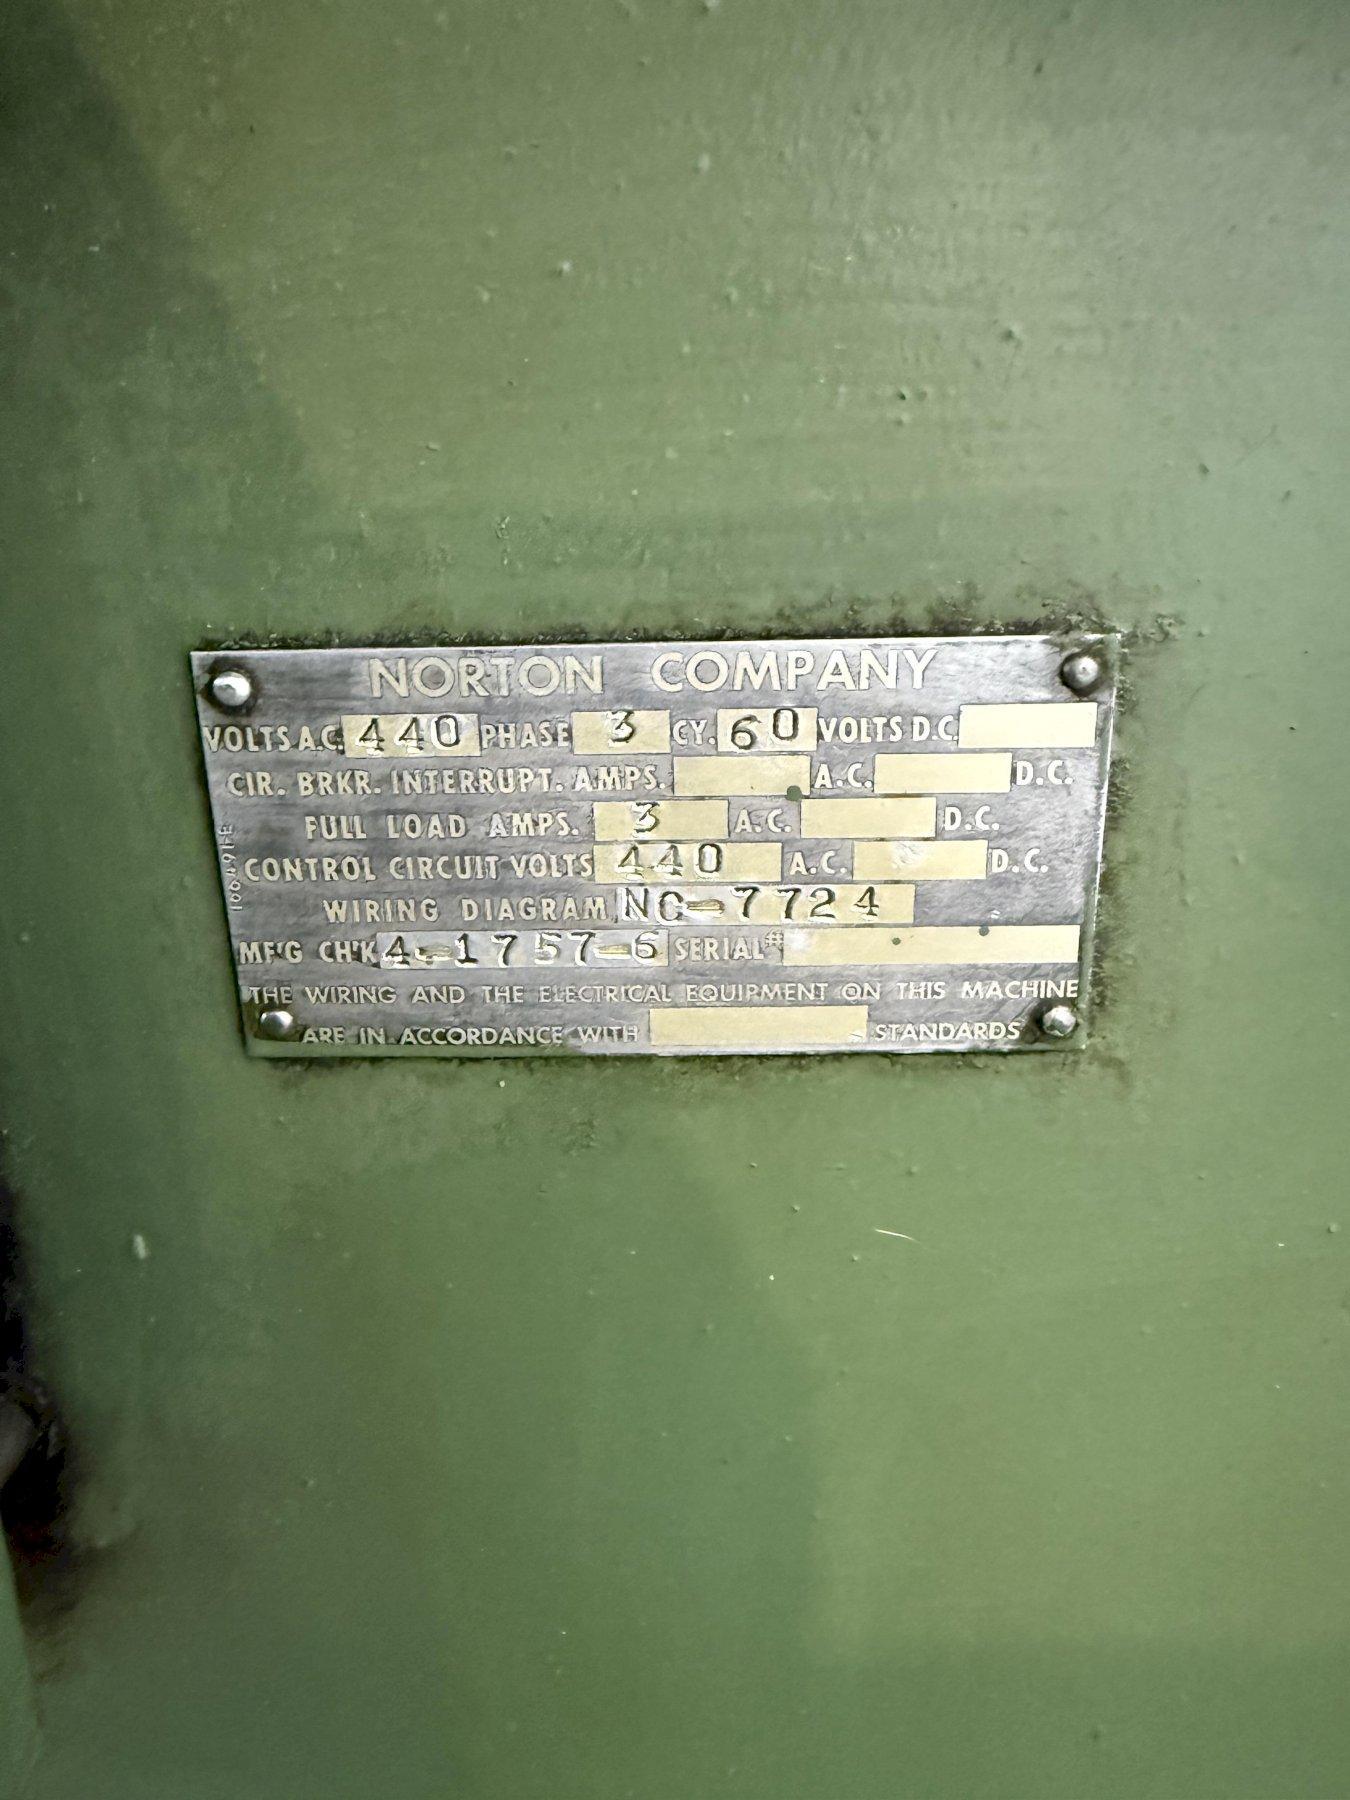 NORTON COMPANY
VOLTS A.C. 440 PHASE 3 CY. 60 VOLTS D.C.
CIR. BRKR. INTERRUPT. AMPS. A.C. D.C.
FULL LOAD AMPS. 3 A.C. D.C.
CONTROL CIRCUIT VOLTS 440 A.C. D.C.
WIRING DIAGRAM NC-7724
MF'G CH'K 4-1757-6 SERIAL#
THE WIRING AND THE ELECTRICAL EQUIPMENT ON THIS MACHINE
ARE IN ACCORDANCE WITH STANDARDS